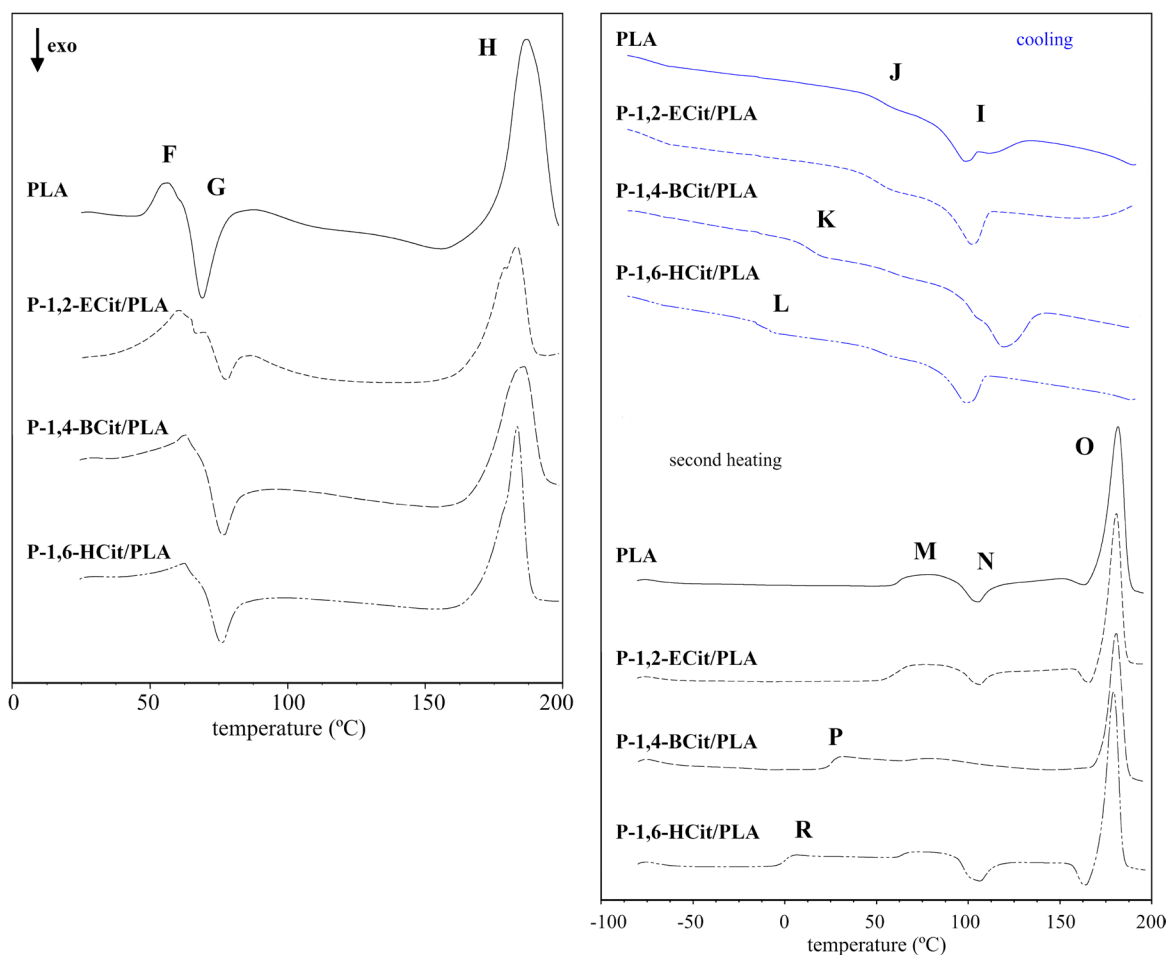 exo
H
F
G
PLA
P-1,2-ECit/PLA
P-1,4-BCit/PLA
P-1,6-HCit/PLA
0 50 100 150 200
temperature (ºC)
PLA
cooling
J
P-1,2-ECit/PLA
I
P-1,4-BCit/PLA
K
P-1,6-HCit/PLA
L
second heating
O
PLA
M
N
P-1,2-ECit/PLA
P-1,4-BCit/PLA
P
P-1,6-HCit/PLA
R
-100 -50 0 50 100 150 200
temperature (ºC)